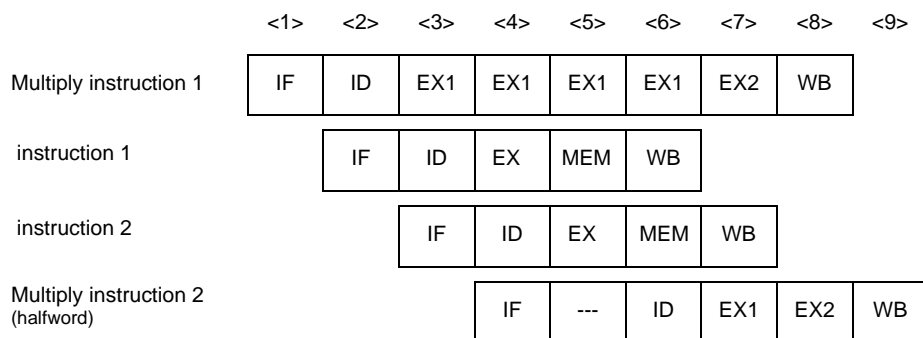 <1> <2> <3> <4> <5> <6> <7> <8> <9>
Multiply instruction 1 IF ID EX1 EX1 EX1 EX1 EX2 WB
instruction 1 IF ID EX MEM WB
instruction 2 IF ID EX MEM WB
Multiply instruction 2 IF --- ID EX1 EX2 WB
(halfword)